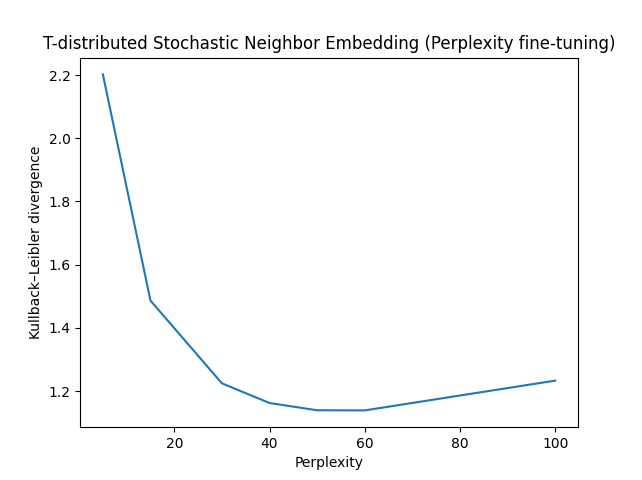 T-distributed Stochastic Neighbor Embedding (Perplexity fine-tuning)
2.2
2.0
1.8
1.6
1.4
1.2
Kullback–Leibler divergence
20 40 60 80 100
Perplexity